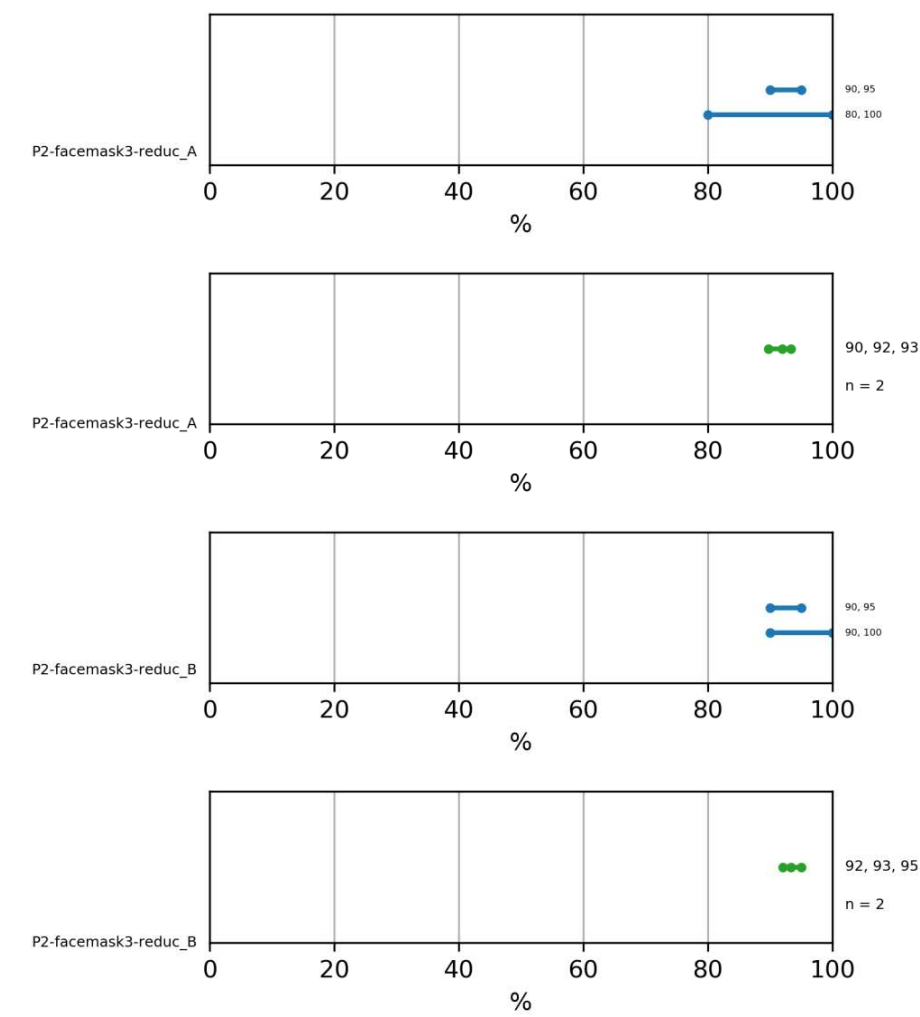 90, 95
80, 100
P2-facemask3-reduc_A
0 20 40 60 80 100
%
90, 92, 93
n = 2
P2-facemask3-reduc_A
0 20 40 60 80 100
%
90, 95
90, 100
P2-facemask3-reduc_B
0 20 40 60 80 100
%
92, 93, 95
n = 2
P2-facemask3-reduc_B
0 20 40 60 80 100
%